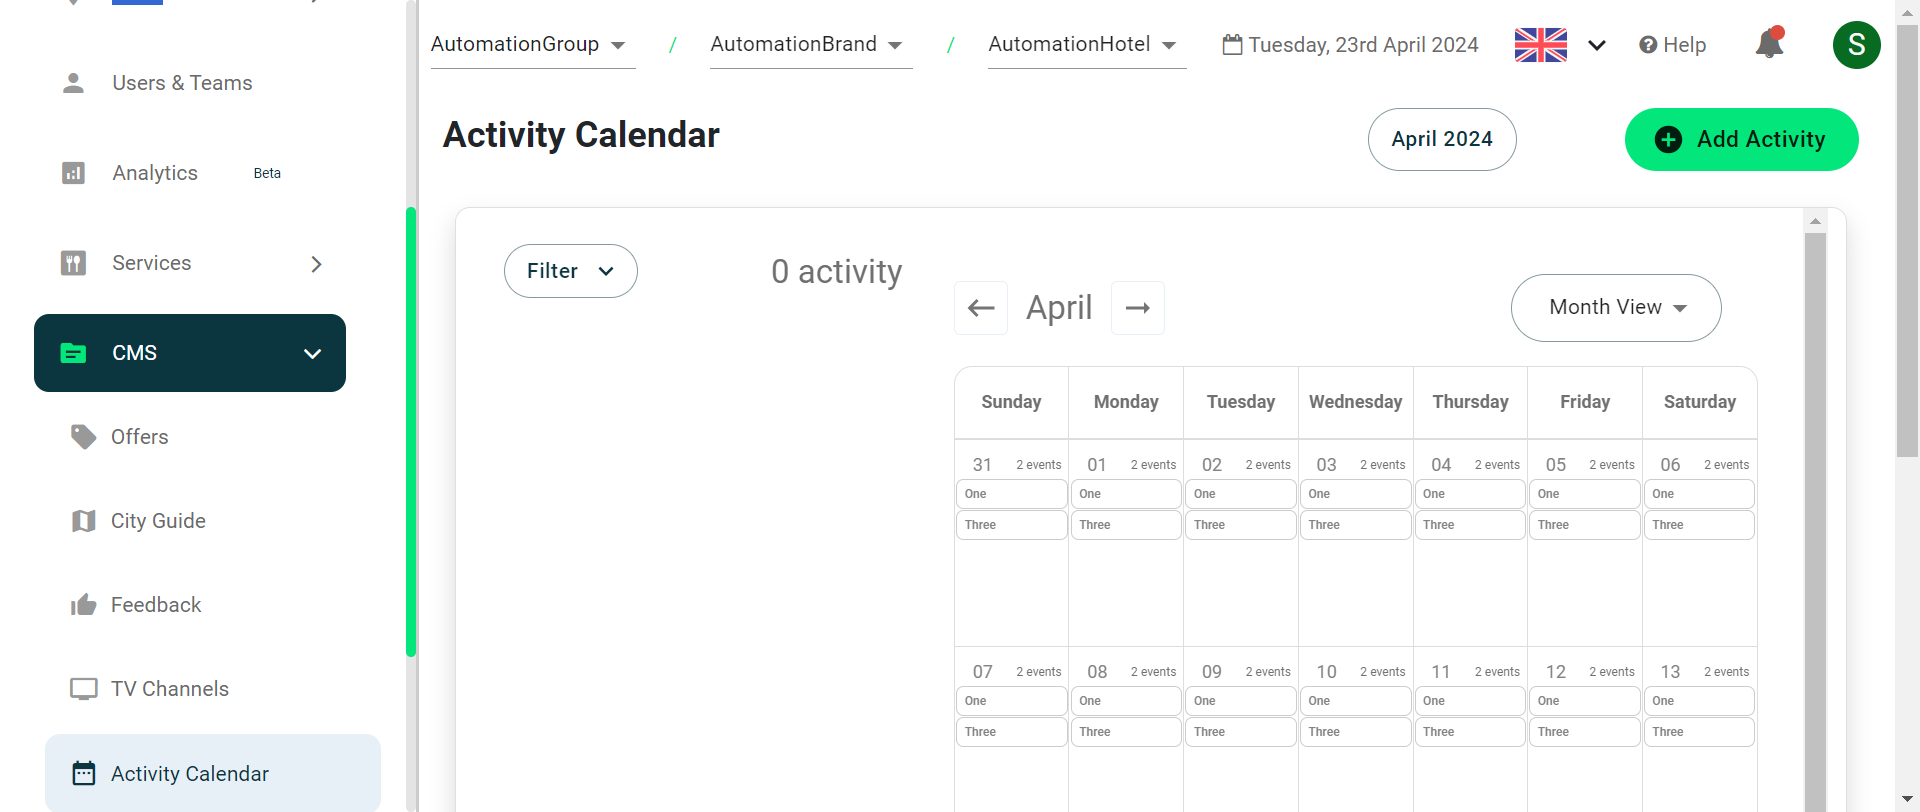 AutomationGroup / AutomationBrand / AutomationHotel Tuesday, 23rd April 2024 Help S
Users & Teams
Analytics Beta
Services
CMS
Offers
City Guide
Feedback
TV Channels
Activity Calendar
Activity Calendar
April 2024
Add Activity
Filter
0 activity
April
Month View
Sunday Monday Tuesday Wednesday Thursday Friday Saturday
31 2 events 01 2 events 02 2 events 03 2 events 04 2 events 05 2 events 06 2 events
One One One One One One One
Three Three Three Three Three Three Three
07 2 events 08 2 events 09 2 events 10 2 events 11 2 events 12 2 events 13 2 events
One One One One One One One
Three Three Three Three Three Three Three